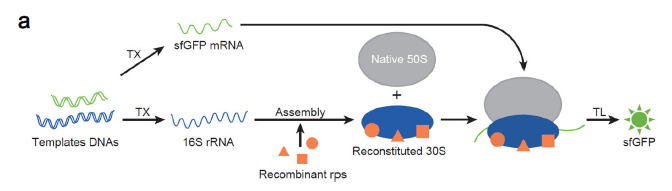 a
TX
sfGFP mRNA
Native 50S
+
Templates DNAs
TX
16S rRNA
Assembly
Recombinant rps
Reconstituted 30S
TL
sfGFP